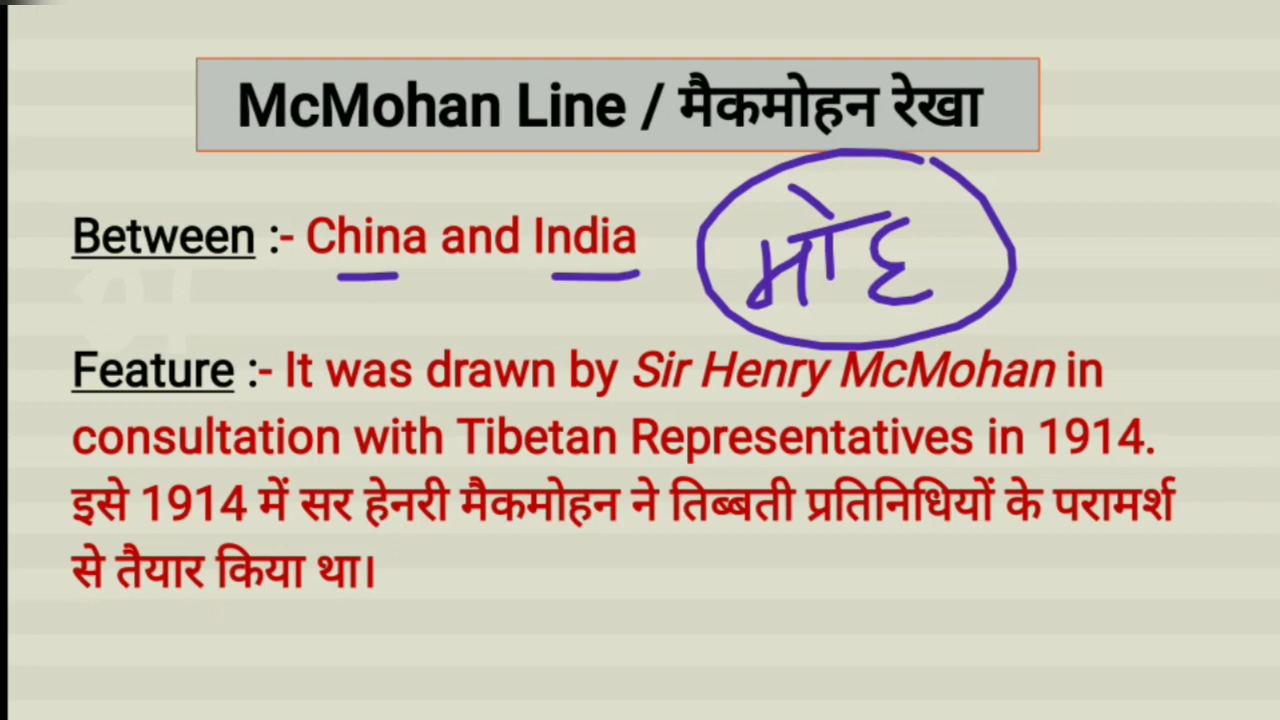 McMohan Line / मैकमोहन रेखा
Between :- China and India
मोह
Feature :- It was drawn by Sir Henry McMohan in
consultation with Tibetan Representatives in 1914.
इसे 1914 में सर हेनरी मैकमोहन ने तिब्बती प्रतिनिधियों के परामर्श
से तैयार किया था।